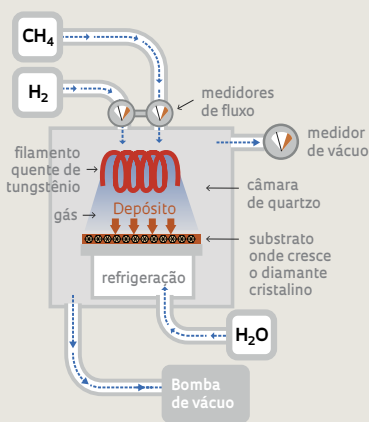 CH₄
H₂
medidores
de fluxo
medidor
de vácuo
filamento
quente de
tungstênio
câmara
de quartzo
gás
Depósito
substrato
onde cresce
o diamante
cristalino
refrigeração
H₂O
Bomba
de vácuo